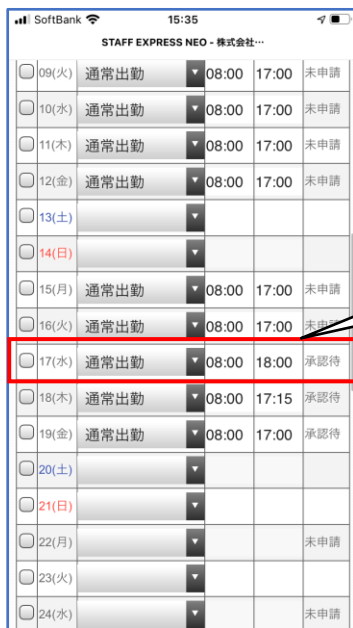 SoftBank 15:35
STAFF EXPRESS NEO - 株式会社…
09(火) 通常出勤 08:00 17:00 未申請
10(水) 通常出勤 08:00 17:00 未申請
11(木) 通常出勤 08:00 17:00 未申請
12(金) 通常出勤 08:00 17:00 未申請
13(土)
14(日)
15(月) 通常出勤 08:00 17:00 未申請
16(火) 通常出勤 08:00 17:00 未申請
17(水) 通常出勤 08:00 18:00 承認待
18(木) 通常出勤 08:00 17:15 承認待
19(金) 通常出勤 08:00 17:00 承認待
20(土)
21(日)
22(月) 未申請
23(火)
24(水) 未申請